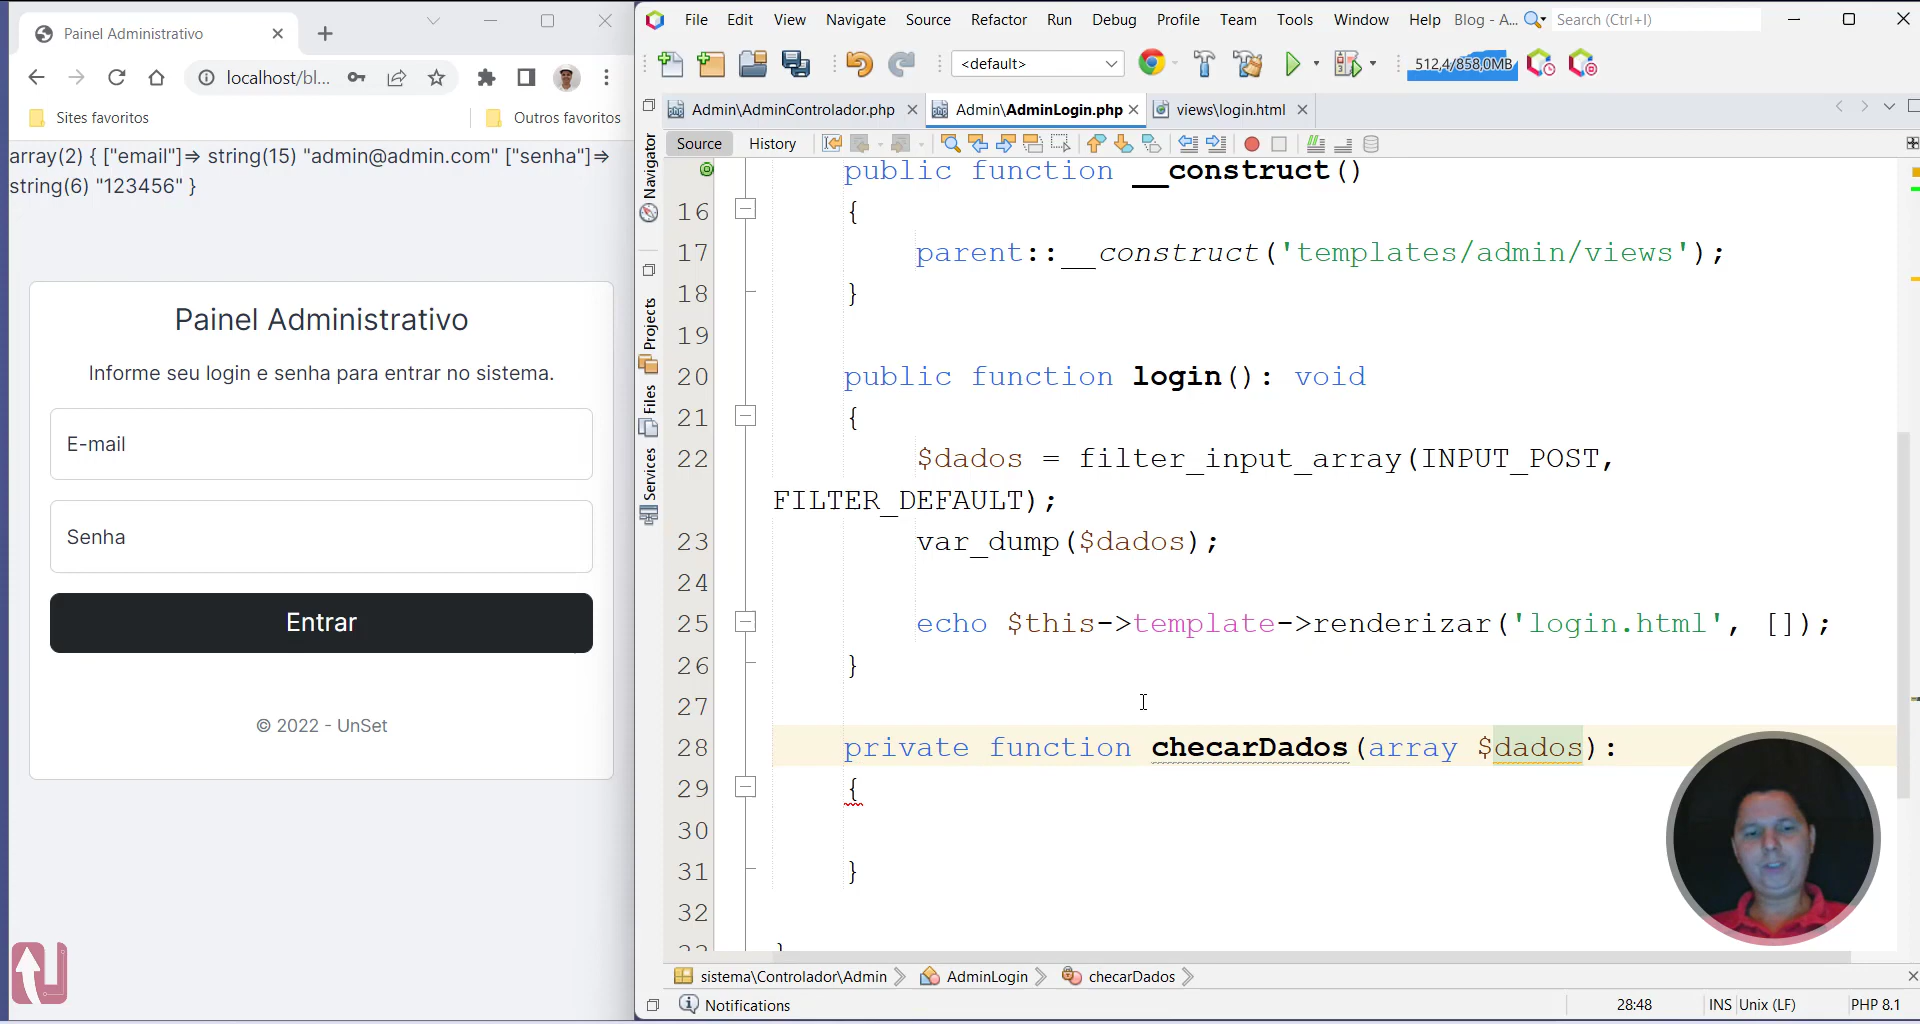 Painel Administrativo
localhost/bl...
Sites favoritos
Outros favoritos
array(2) { ["email"]=> string(15) "admin@admin.com" ["senha"]=>
string(6) "123456" }
Painel Administrativo
Informe seu login e senha para entrar no sistema.
E-mail
Senha
Entrar
© 2022 - UnSet
File Edit View Navigate Source Refactor Run Debug Profile Team Tools Window Help Blog - A... Search (Ctrl+I)
<default> 512,4/858,0MB
Admin\AdminControlador.php Admin\AdminLogin.php views\login.html
Source History
Navigator
Projects
Files
Services
public function __construct()
16 {
17 parent::__construct('templates/admin/views');
18 }
19
20 public function login(): void
21 {
22 $dados = filter_input_array(INPUT_POST,
FILTER_DEFAULT);
23 var_dump($dados);
24
25 echo $this->template->renderizar('login.html', []);
26 }
27
28 private function checarDados(array $dados):
29 {
30
31 }
32
sistema\Controlador\Admin AdminLogin checarDados
Notifications
28:48 INS Unix (LF) PHP 8.1